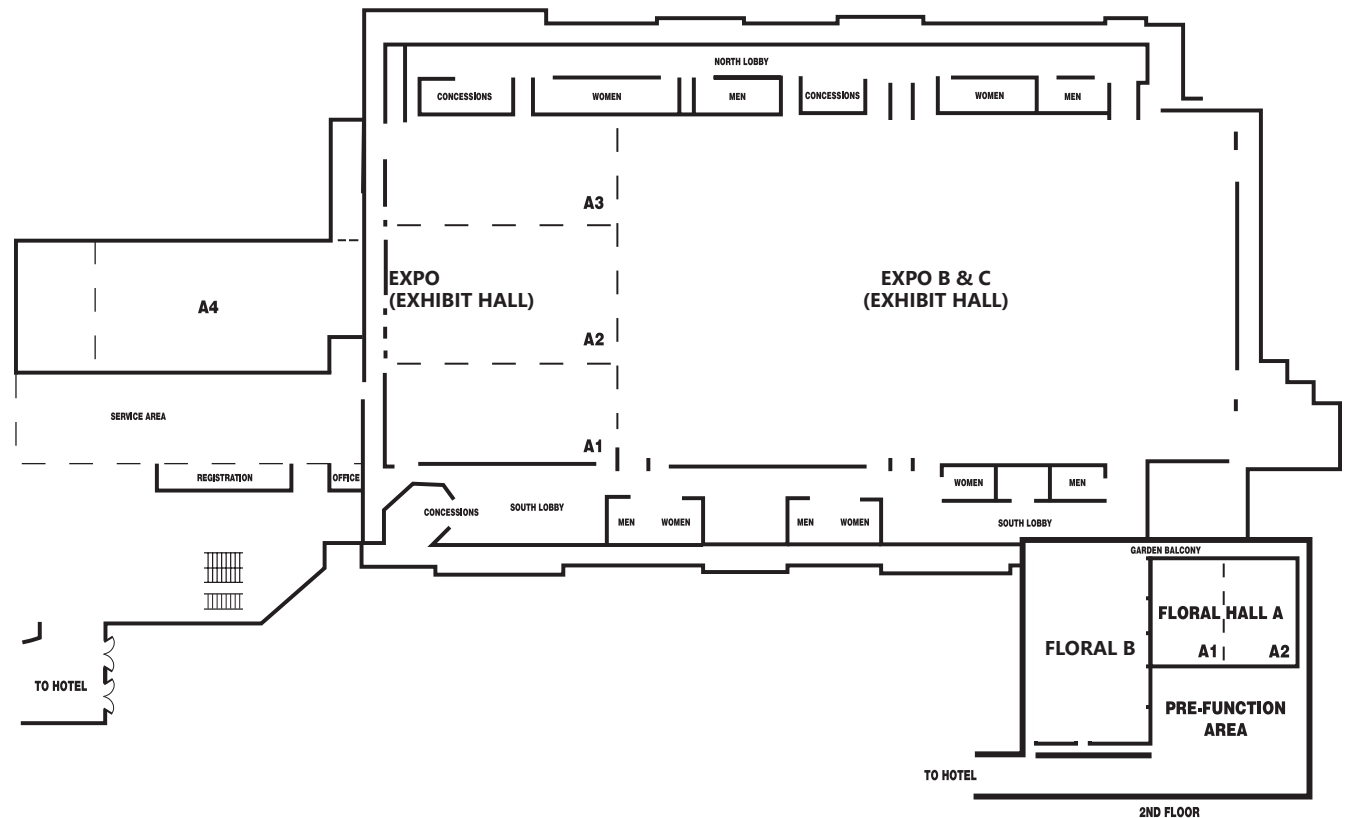 NORTH LOBBY
CONCESSIONS
WOMEN
MEN
CONCESSIONS
WOMEN
MEN
A3
EXPO
(EXHIBIT HALL)
EXPO B & C
(EXHIBIT HALL)
A4
A2
SERVICE AREA
A1
REGISTRATION
OFFICE
WOMEN
MEN
CONCESSIONS
SOUTH LOBBY
MEN
WOMEN
MEN
WOMEN
SOUTH LOBBY
GARDEN BALCONY
FLORAL HALL A
FLORAL B
A1
A2
TO HOTEL
PRE-FUNCTION
AREA
TO HOTEL
2ND FLOOR